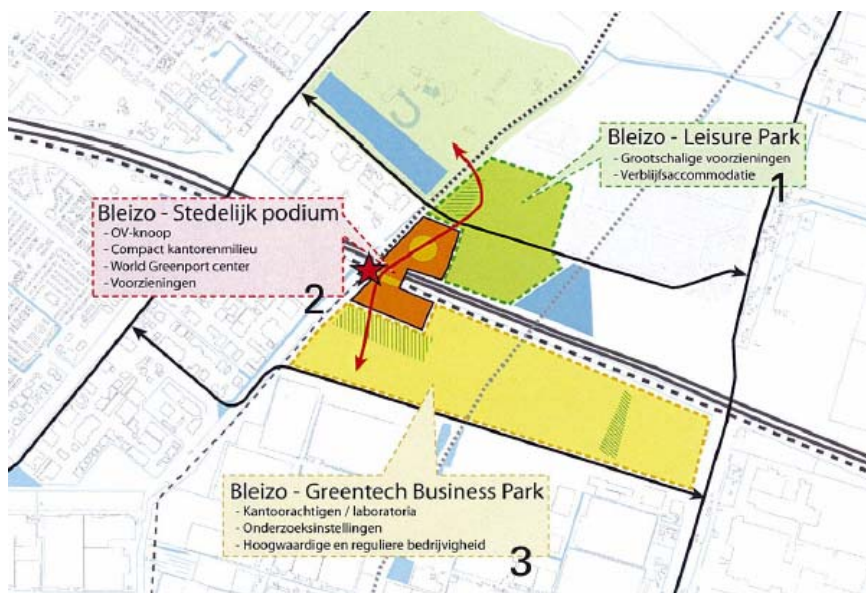 Bleizo - Leisure Park
- Grootschalige voorzieningen
- Verblijfsaccommodatie
1
Bleizo - Stedelijk podium
- OV-knoop
- Compact kantorenmilieu
- World Greenport center
- Voorzieningen
2
Bleizo - Greentech Business Park
- Kantoorachtigen / laboratoria
- Onderzoeksinstellingen
- Hoogwaardige en reguliere bedrijvigheid
3